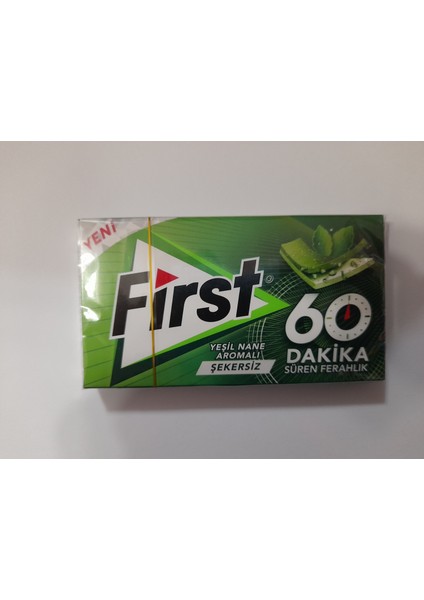 YENİ
First
YEŞİL NANE
AROMALI
ŞEKERSİZ
60
DAKİKA
SÜREN FERAHLIK